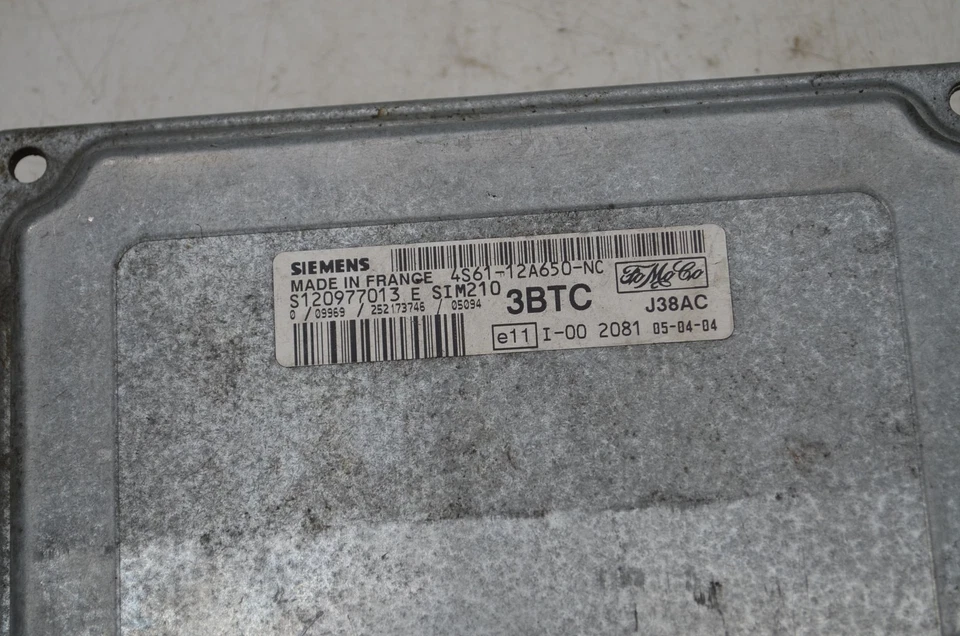 SIEMENS
MADE IN FRANCE 4S61-12A650-NC
S120977013 E SIM210
0 / 09969 / 252173746 / 05094
3BTC
FoMoCo
J38AC
e11 I-00 2081 05-04-04